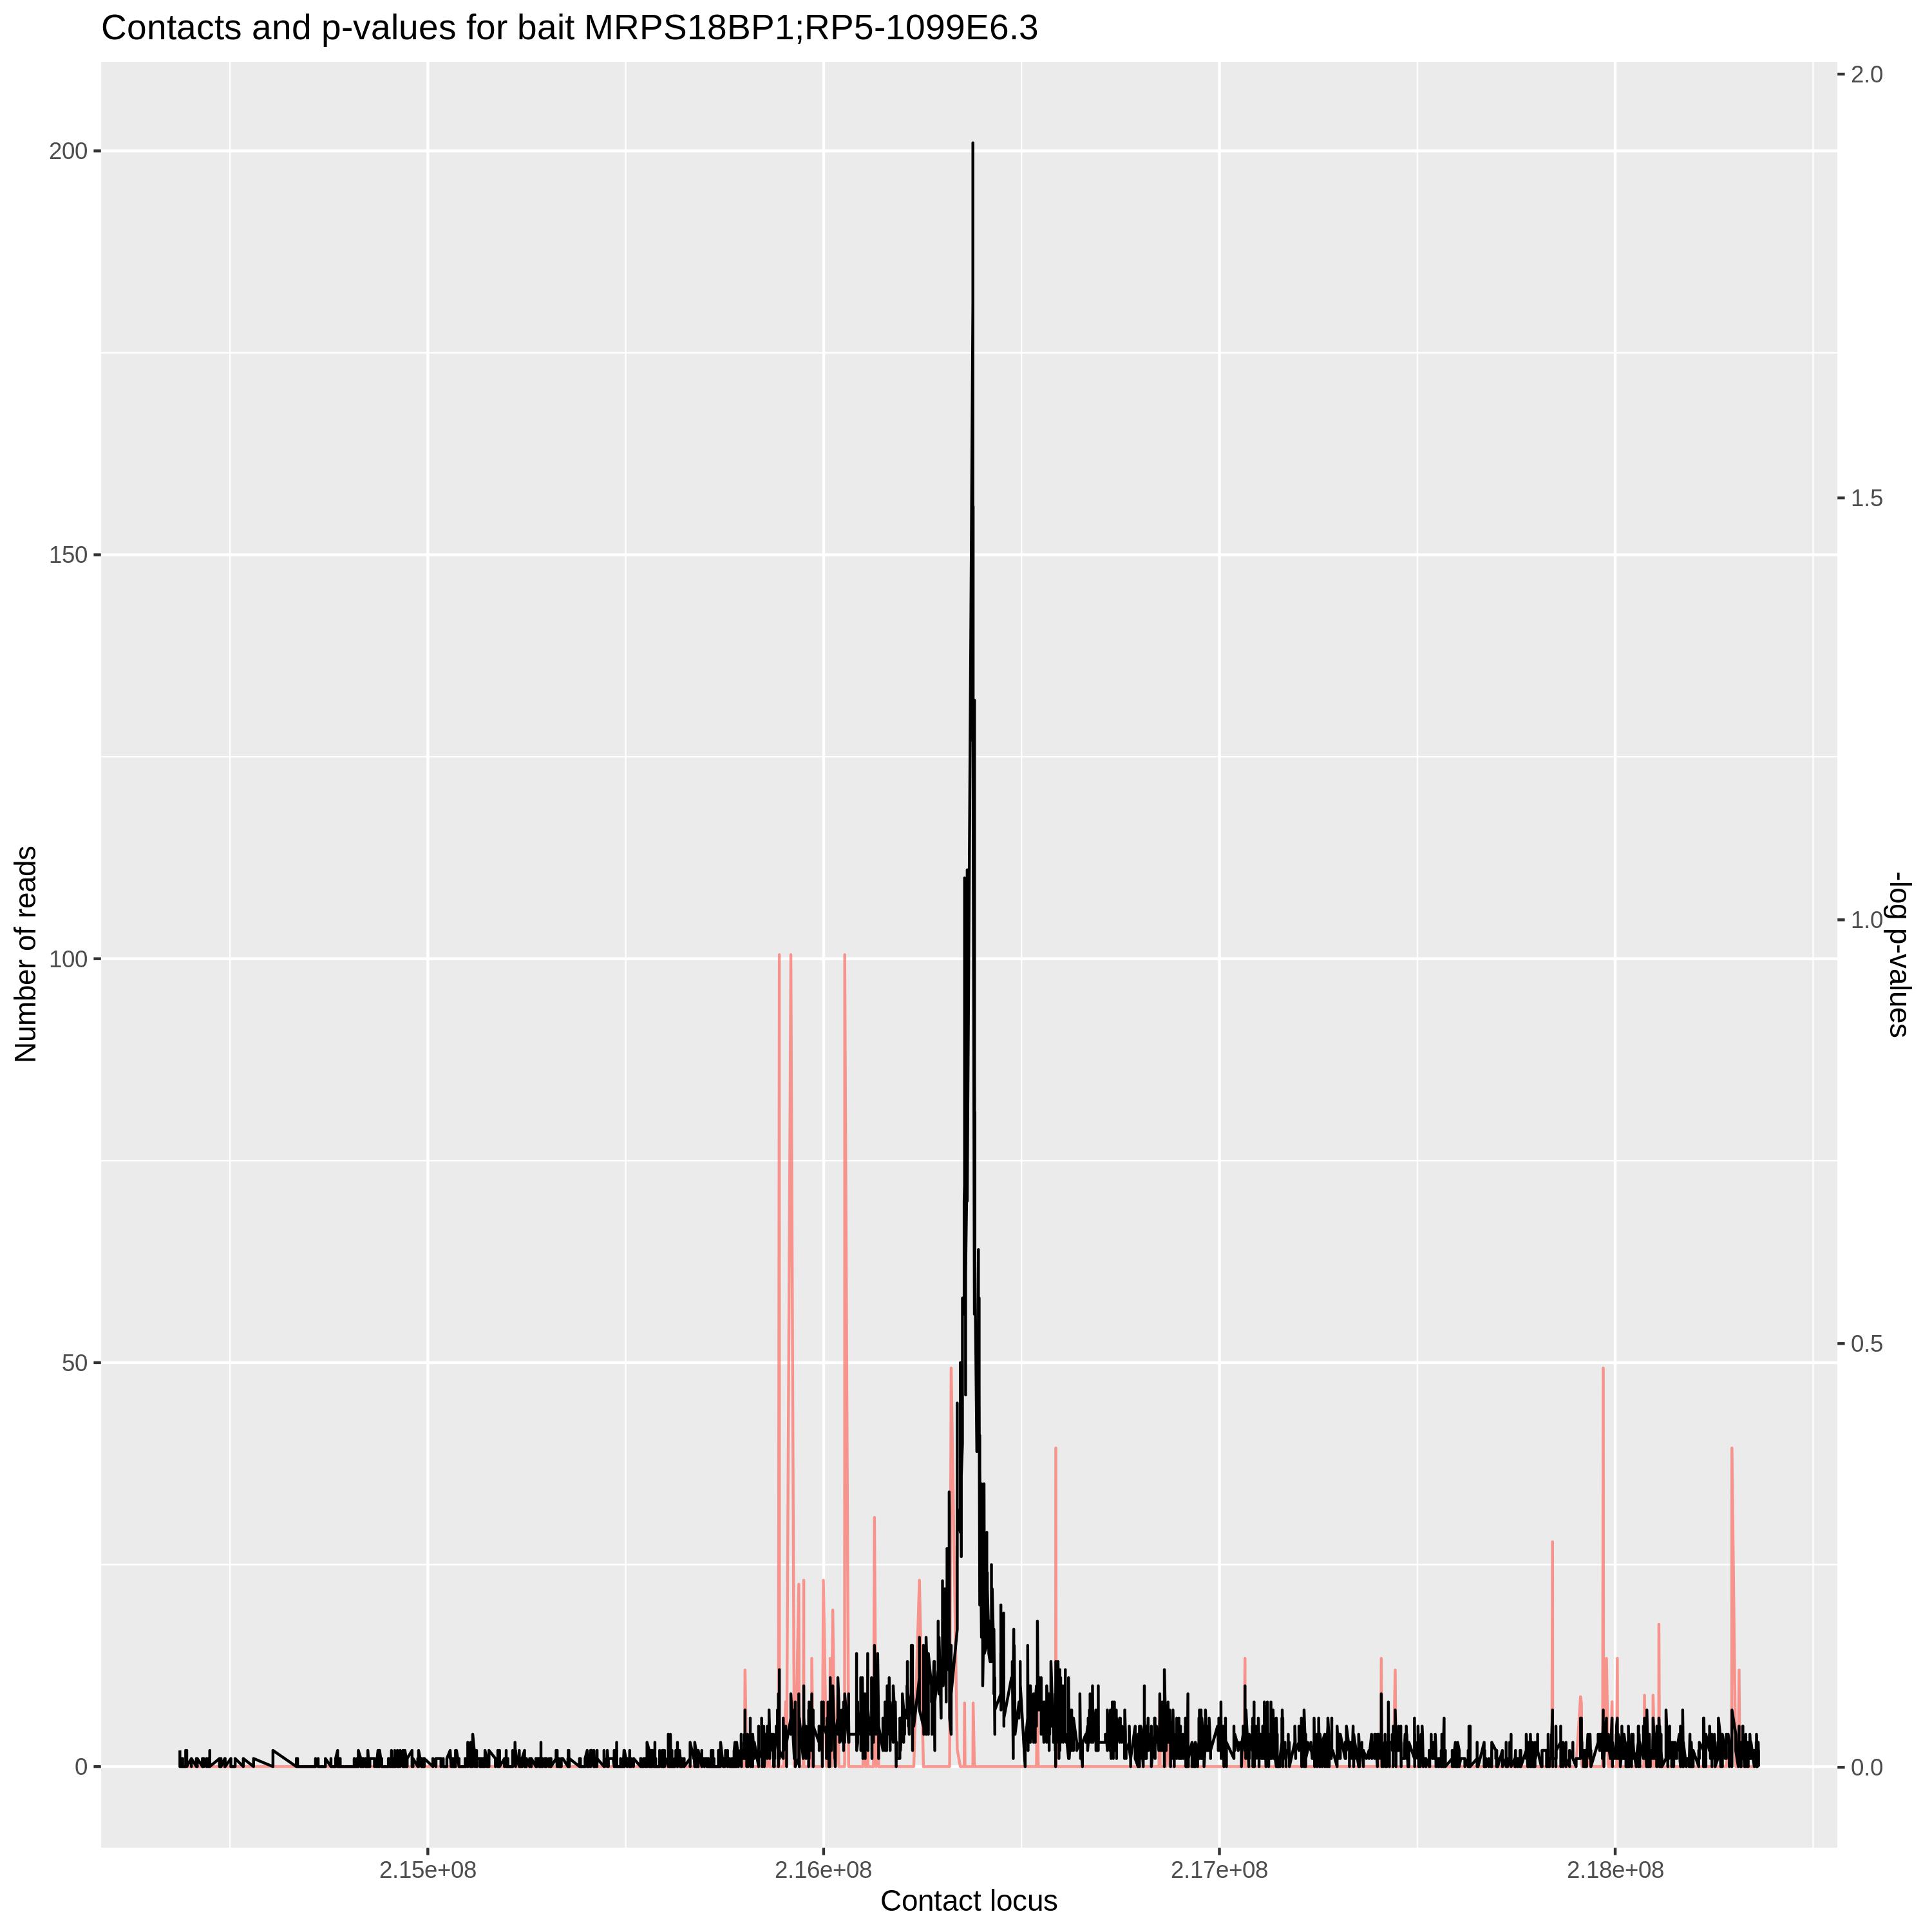 Contacts and p-values for bait MRPS18BP1;RP5-1099E6.3
200
150
100
50
0
Number of reads
2.0
1.5
1.0
0.5
0.0
-log p-values
2.15e+08
2.16e+08
2.17e+08
2.18e+08
Contact locus